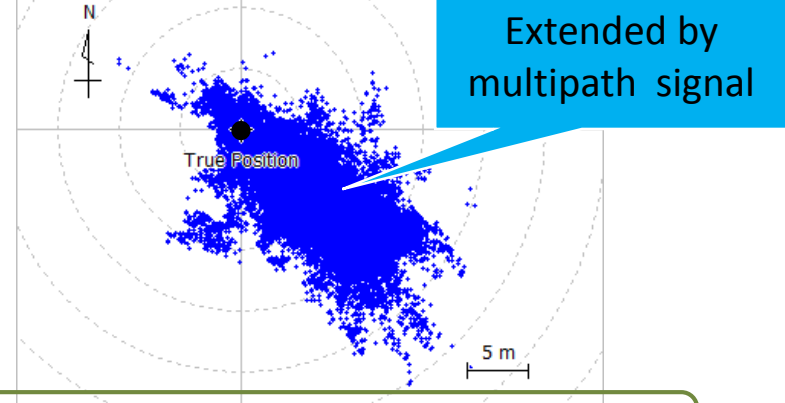 N
Extended by
multipath signal
True Position
5 m